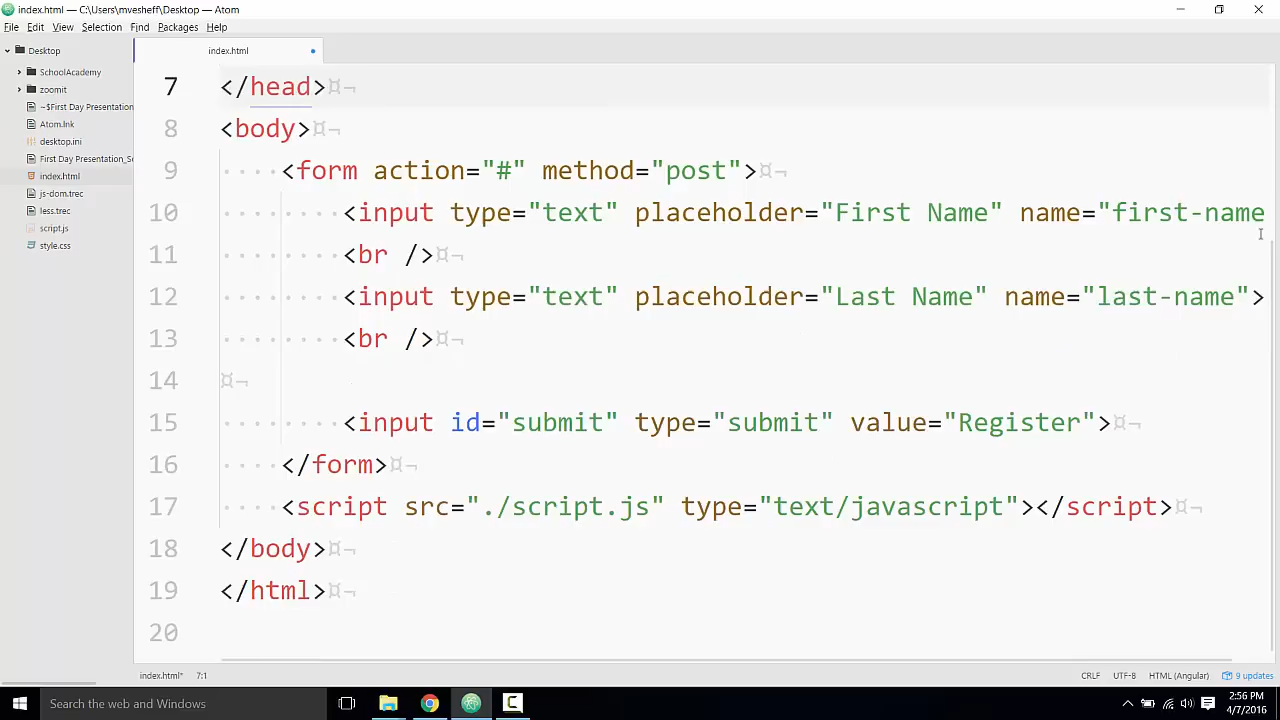 index.html — C:\Users\mvesheff\Desktop — Atom
File Edit View Selection Find Packages Help
Desktop
SchoolAcademy
zoomit
~$First Day Presentation
Atom.lnk
desktop.ini
First Day Presentation_S
index.html
js-dom.trec
less.trec
script.js
style.css
index.html
7 </head>¤¬
8 <body>¤¬
9 ····<form action="#" method="post">¤¬
10 ········<input type="text" placeholder="First Name" name="first-name
11 ········<br />¤¬
12 ········<input type="text" placeholder="Last Name" name="last-name">
13 ········<br />¤¬
14 ¤¬
15 ········<input id="submit" type="submit" value="Register">¤¬
16 ····</form>¤¬
17 ····<script src="./script.js" type="text/javascript"></script>¤¬
18 </body>¤¬
19 </html>¤¬
20
index.html* 7:1 CRLF UTF-8 HTML (Angular) 9 updates
Search the web and Windows
2:56 PM
4/7/2016